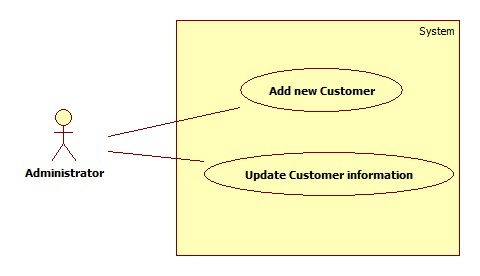 System
Add new Customer
Administrator
Update Customer information